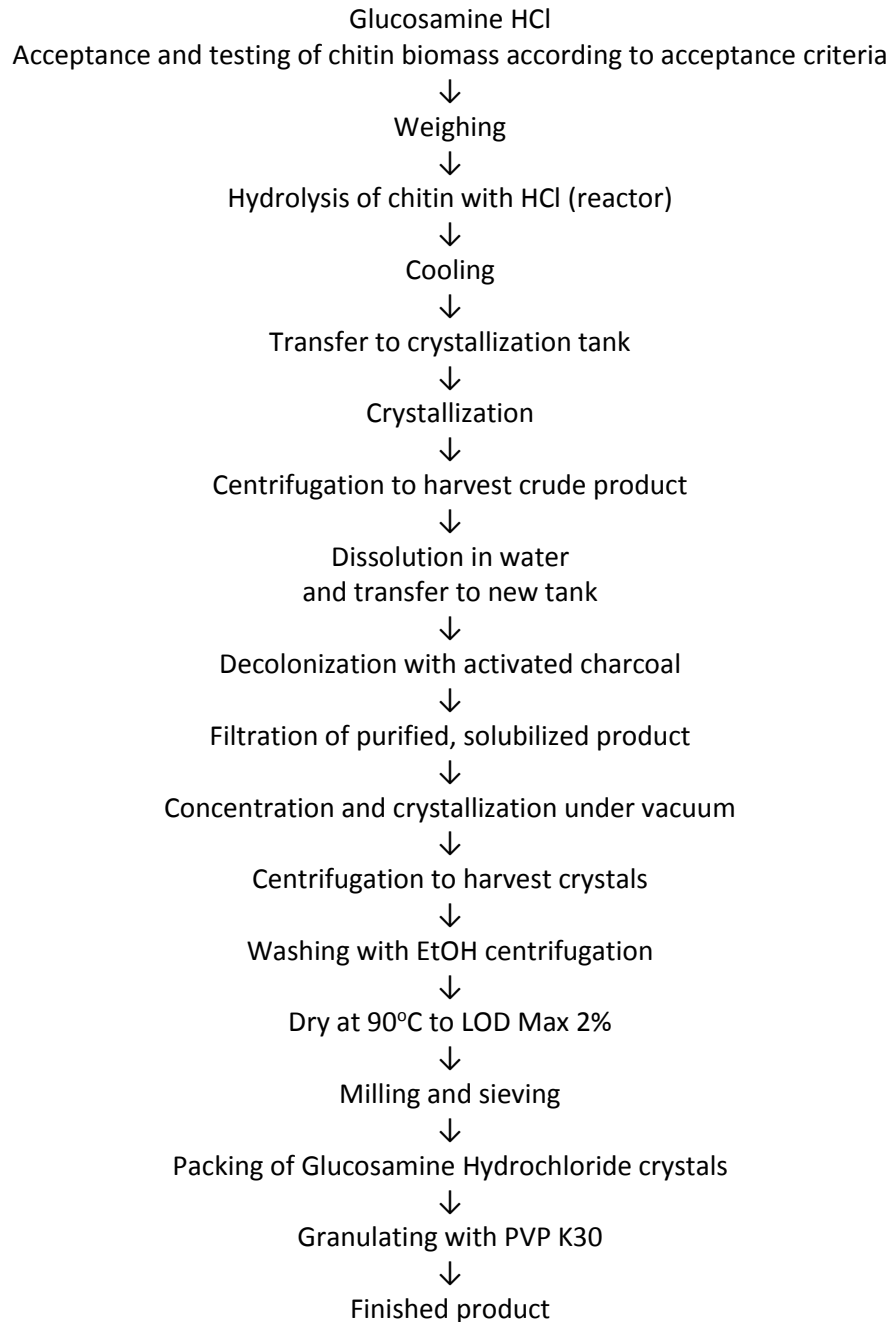 Glucosamine HCl
Acceptance and testing of chitin biomass according to acceptance criteria
↓
Weighing
↓
Hydrolysis of chitin with HCl (reactor)
↓
Cooling
↓
Transfer to crystallization tank
↓
Crystallization
↓
Centrifugation to harvest crude product
↓
Dissolution in water
and transfer to new tank
↓
Decolonization with activated charcoal
↓
Filtration of purified, solubilized product
↓
Concentration and crystallization under vacuum
↓
Centrifugation to harvest crystals
↓
Washing with EtOH centrifugation
↓
Dry at 90°C to LOD Max 2%
↓
Milling and sieving
↓
Packing of Glucosamine Hydrochloride crystals
↓
Granulating with PVP K30
↓
Finished product